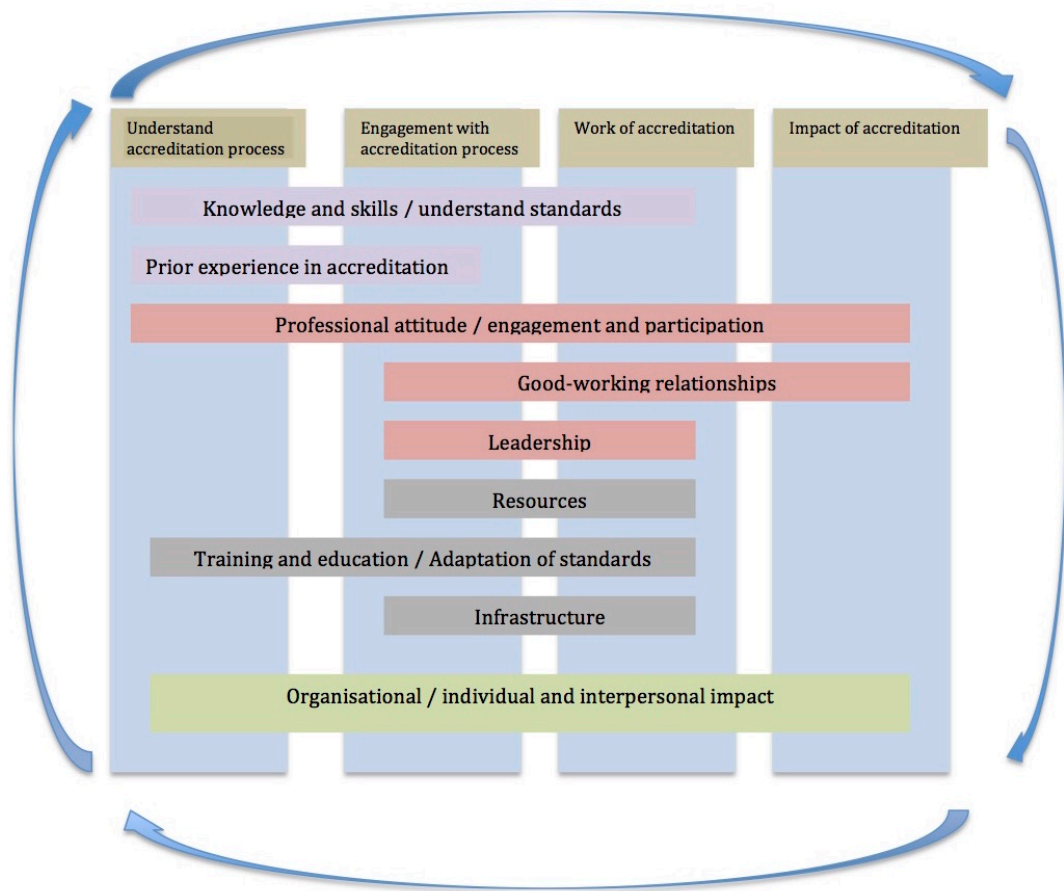 Understand
accreditation process
Engagement with
accreditation process
Work of accreditation
Impact of accreditation
Knowledge and skills / understand standards
Prior experience in accreditation
Professional attitude / engagement and participation
Good-working relationships
Leadership
Resources
Training and education / Adaptation of standards
Infrastructure
Organisational / individual and interpersonal impact